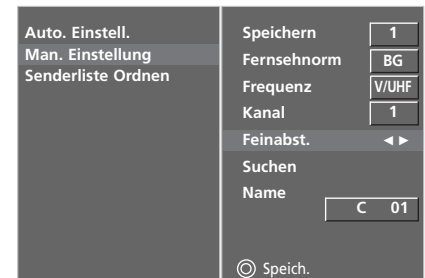 Auto. Einstell.
Man. Einstellung
Senderliste Ordnen
Speichern 1
Fernsehnorm BG
Frequenz V/UHF
Kanal 1
Feinabst. ◄ ►
Suchen
Name
C 01
Speich.